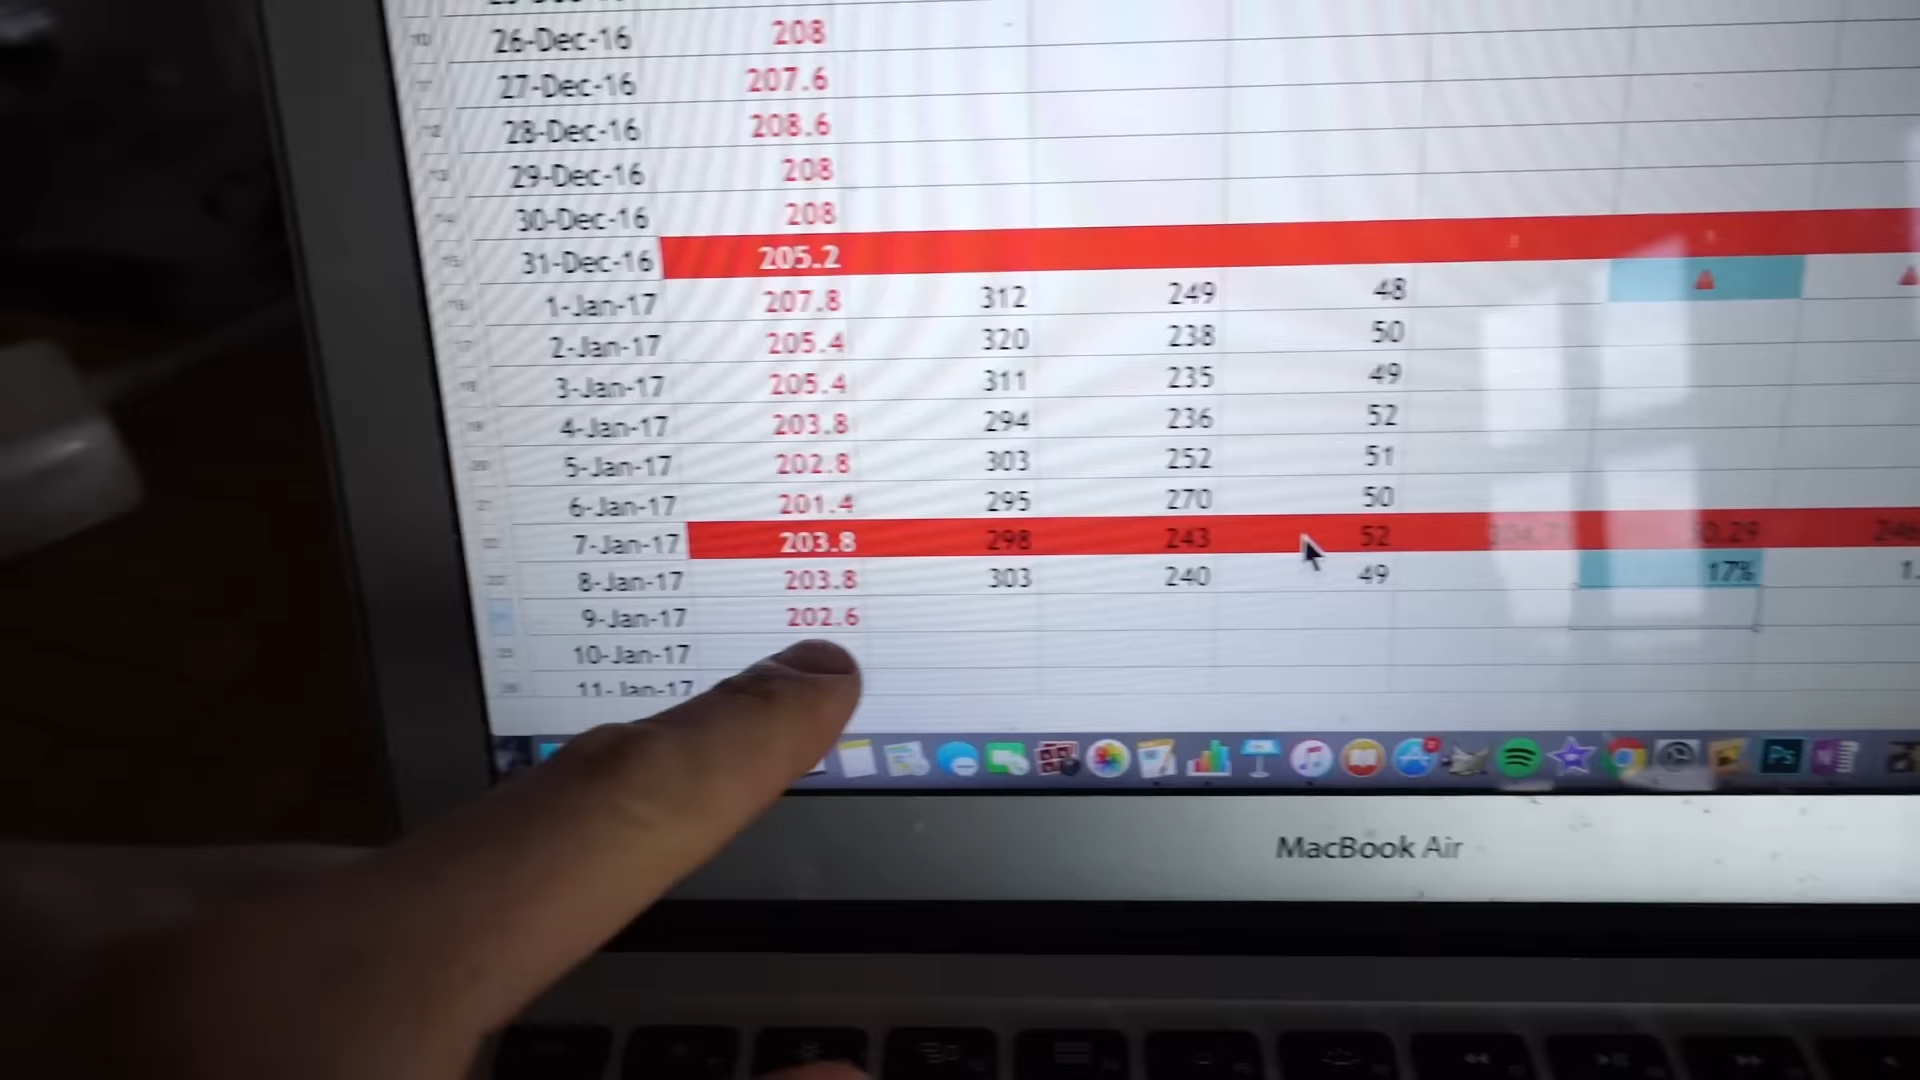 26-Dec-16 208
27-Dec-16 207.6
28-Dec-16 208.6
29-Dec-16 208
30-Dec-16 208
31-Dec-16 205.2
1-Jan-17 207.8 312 249 48
2-Jan-17 205.4 320 238 50
3-Jan-17 205.4 311 235 49
4-Jan-17 203.8 294 236 52
5-Jan-17 202.8 303 252 51
6-Jan-17 201.4 295 270 50
7-Jan-17 203.8 298 243 52
8-Jan-17 203.8 303 240 49 17%
9-Jan-17 202.6
10-Jan-17
11-Jan-17
Ps
MacBook Air